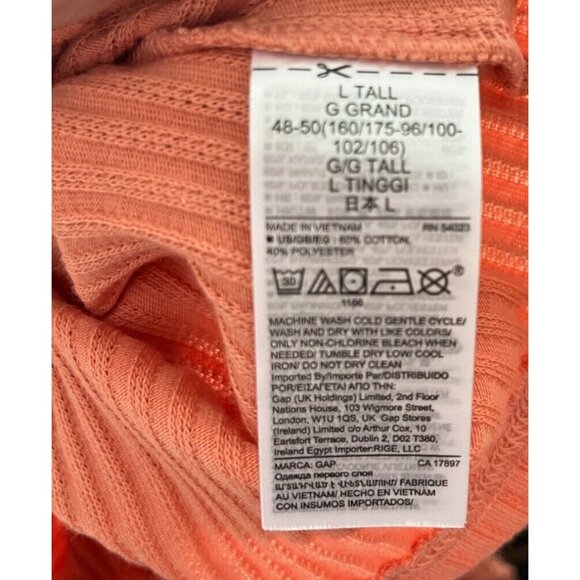 L TALL
G GRAND
48-50(160/175-96/100-
102/106)
G/G TALL
L TINGGI
日本 L
MADE IN VIETNAM RN 54023
■ US/GB/EG - 60% COTTON,
40% POLYESTER
30
1156
MACHINE WASH COLD GENTLE CYCLE/
WASH AND DRY WITH LIKE COLORS/
ONLY NON-CHLORINE BLEACH WHEN
NEEDED/ TUMBLE DRY LOW/ COOL
IRON/ DO NOT DRY CLEAN
Imported By/Importe Par/DISTRIBUIDO
POR/ΕΙΣΑΓΕΤΑΙ ΑΠΟ ΤΗΝ:
Gap (UK Holdings) Limited, 2nd Floor
Nations House, 103 Wigmore Street,
London, W1U 1QS, UK Gap Stores
(Ireland) Limited c/o Arthur Cox, 10
Earlsfort Terrace, Dublin 2, D02 T380,
Ireland Egypt Importer:RIGE, LLC
MARCA: GAP CA 17897
Одежда первого слоя
ԱՐՏԱԴՐՎԱԾ Է ՎԻԵՏՆԱՄՈՒՄ/ FABRIQUE
AU VIETNAM/ HECHO EN VIETNAM
CON INSUMOS IMPORTADOS/